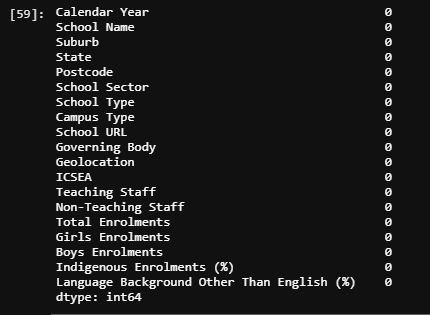 [59]: Calendar Year 0
School Name 0
Suburb 0
State 0
Postcode 0
School Sector 0
School Type 0
Campus Type 0
School URL 0
Governing Body 0
Geolocation 0
ICSEA 0
Teaching Staff 0
Non-Teaching Staff 0
Total Enrolments 0
Girls Enrolments 0
Boys Enrolments 0
Indigenous Enrolments (%) 0
Language Background Other Than English (%) 0
dtype: int64